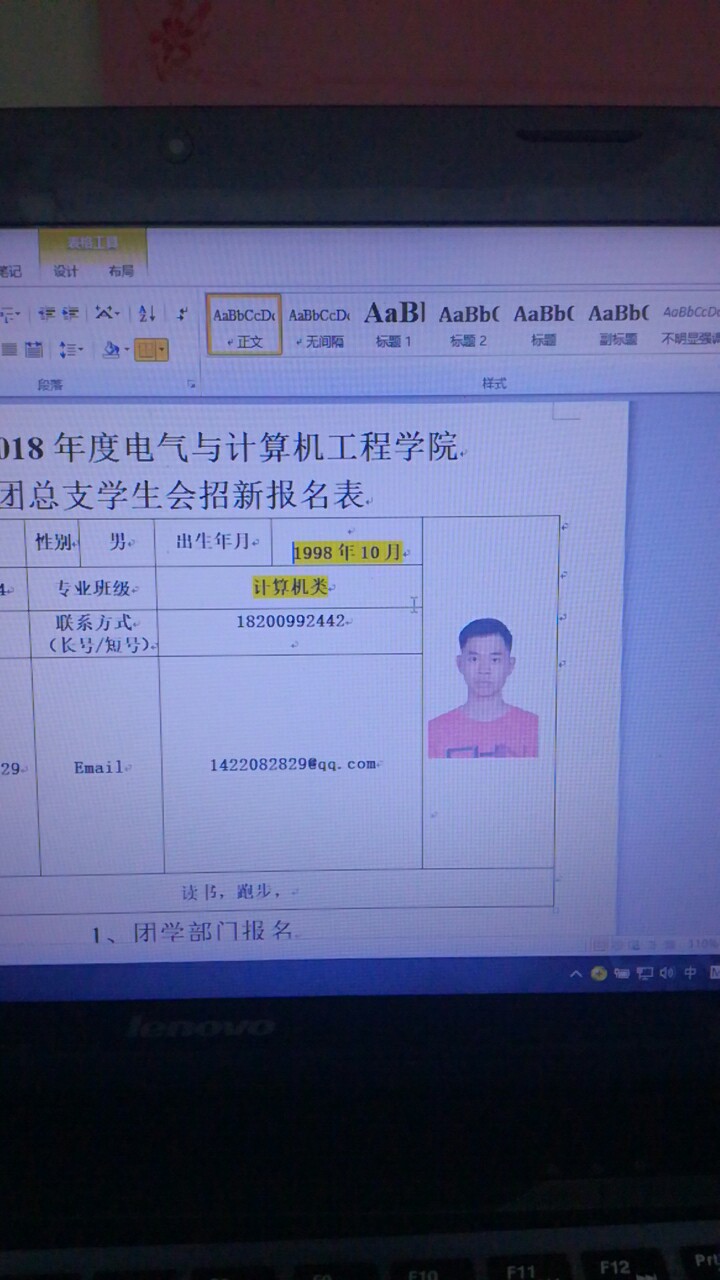 表格工具
笔记 设计 布局
AaBbCcDc AaBbCcDc AaBl AaBb( AaBb( AaBb( AaBbCcDc
正文 无间隔 标题 1 标题 2 标题 副标题 不明显强调
段落 样式
018 年度电气与计算机工程学院
团总支学生会招新报名表
性别 男 出生年月 1998 年 10 月
4 专业班级 计算机类
联系方式 18200992442
(长号/短号)
29 Email 1422082829@qq.com
读书，跑步，
1、团学部门报名
110%
中 M
lenovo
F10 F11 F12 Pr